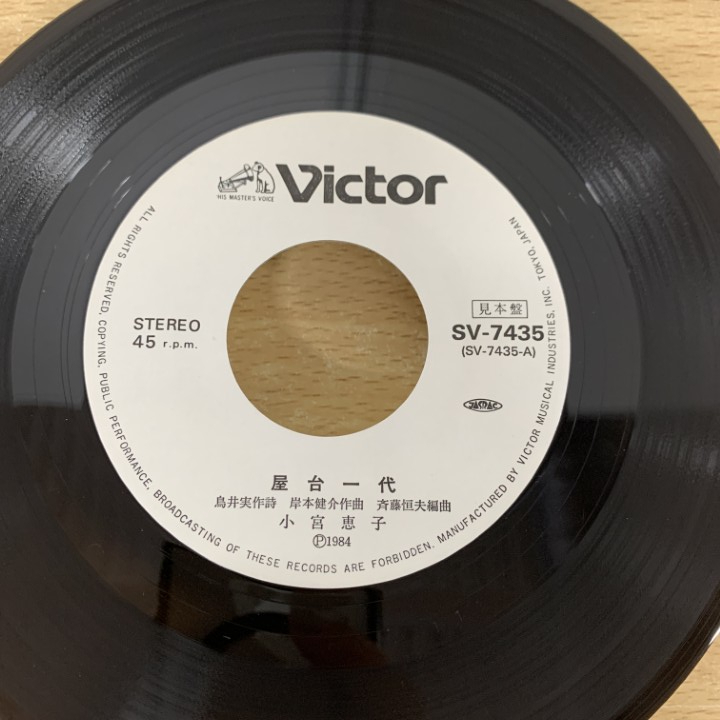 HIS MASTER'S VOICE
Victor
STEREO
45 r.p.m.
見本盤
SV-7435
(SV-7435-A)
JASRAC
屋台一代
鳥井実作詩 岸本健介作曲 斉藤恒夫編曲
小宮恵子
Ⓟ1984
ALL RIGHTS RESERVED, COPYING, PUBLIC PERFORMANCE, BROADCASTING OF THESE RECORDS ARE FORBIDDEN. MANUFACTURED BY VICTOR MUSICAL INDUSTRIES, INC. TOKYO, JAPAN